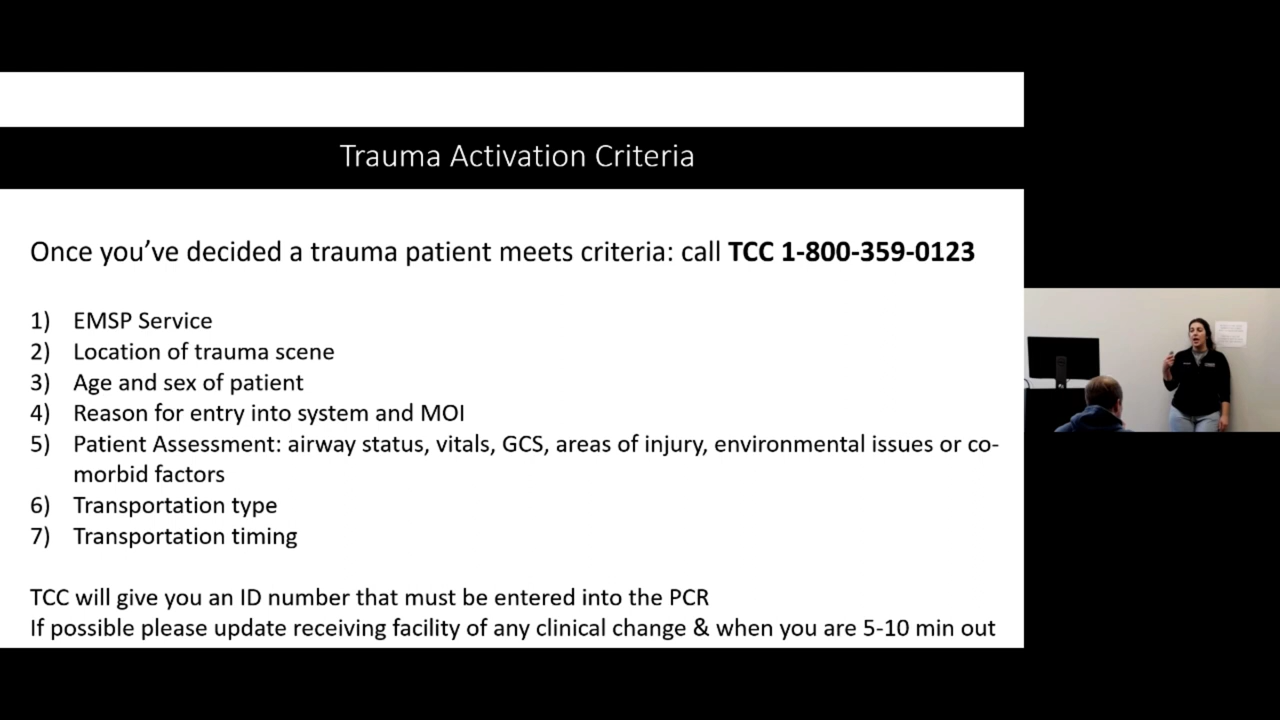 Trauma Activation Criteria
Once you’ve decided a trauma patient meets criteria: call TCC 1-800-359-0123
1) EMSP Service
2) Location of trauma scene
3) Age and sex of patient
4) Reason for entry into system and MOI
5) Patient Assessment: airway status, vitals, GCS, areas of injury, environmental issues or co-
morbid factors
6) Transportation type
7) Transportation timing
TCC will give you an ID number that must be entered into the PCR
If possible please update receiving facility of any clinical change & when you are 5-10 min out